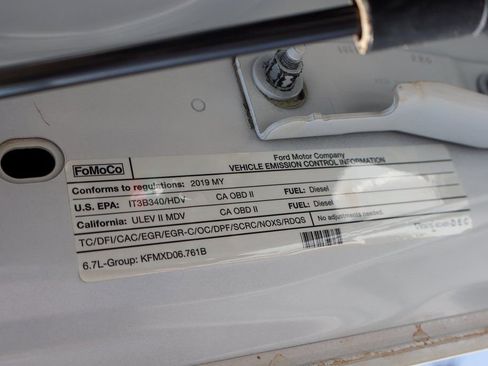 FoMoCo
Ford Motor Company
VEHICLE EMISSION CONTROL INFORMATION
Conforms to regulations: 2019 MY
U.S. EPA: IT3B340/HDV CA OBD II FUEL: Diesel
California: ULEV II MDV CA OBD II FUEL: Diesel
TC/DFI/CAC/EGR/EGR-C/OC/DPF/SCRC/NOXS/RDQS No adjustments needed.
6.7L-Group: KFMXD06.761B